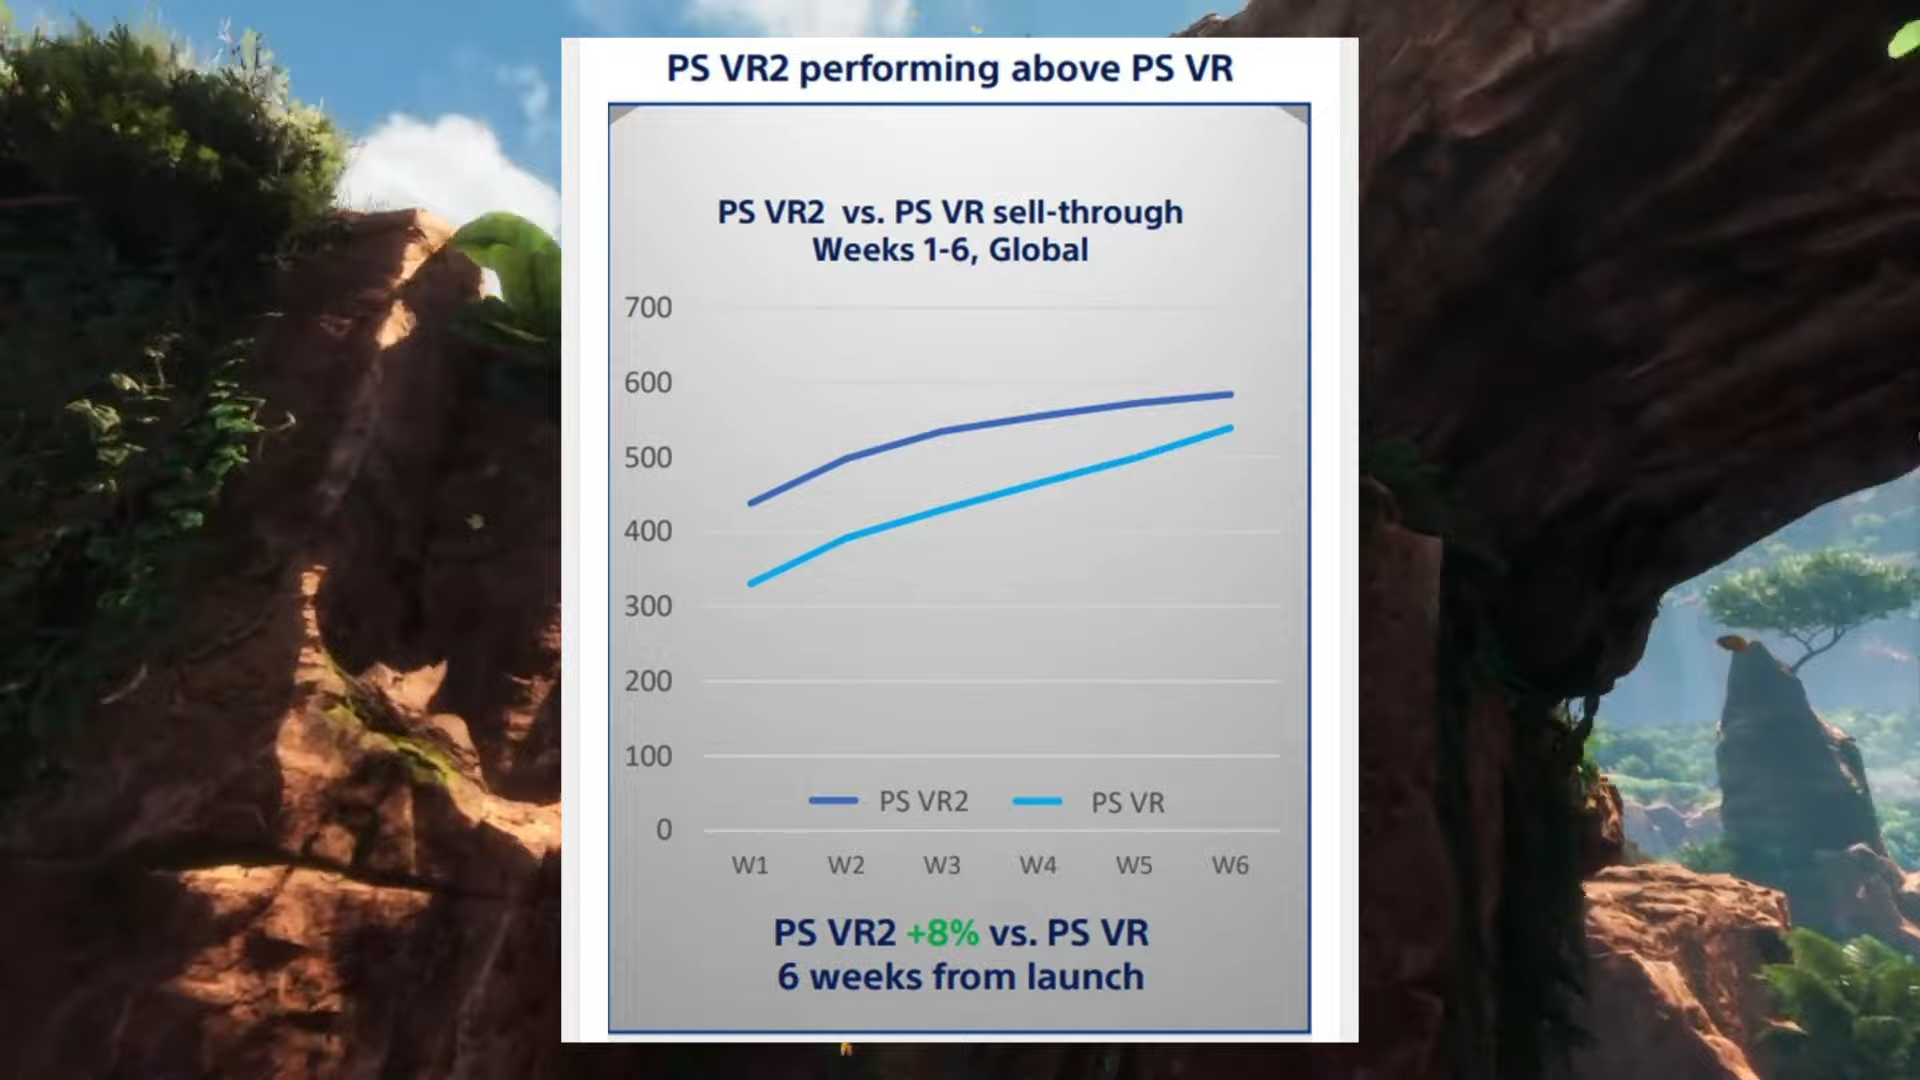 PS VR2 performing above PS VR
PS VR2 vs. PS VR sell-through
Weeks 1-6, Global
700
600
500
400
300
200
100
0
PS VR2
PS VR
W1 W2 W3 W4 W5 W6
PS VR2 +8% vs. PS VR
6 weeks from launch